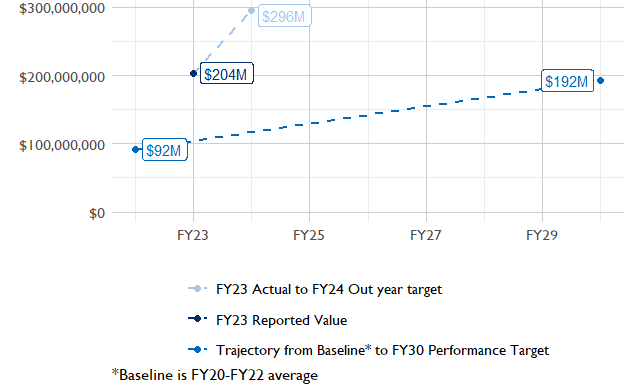 $300,000,000
$296M
$200,000,000
$204M
$192M
$100,000,000
$92M
$0
FY23 FY25 FY27 FY29
FY23 Actual to FY24 Out year target
FY23 Reported Value
Trajectory from Baseline* to FY30 Performance Target
*Baseline is FY20-FY22 average